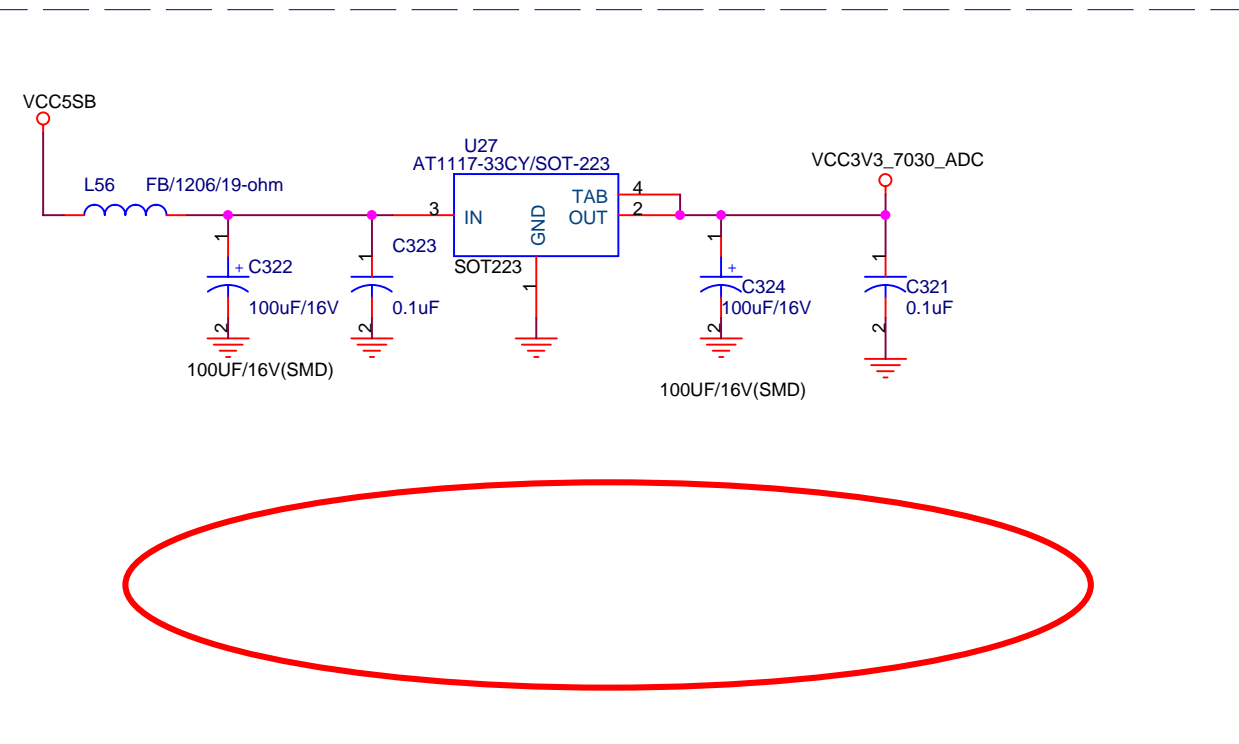 VCC5SB
U27
AT1117-33CY/SOT-223
VCC3V3_7030_ADC
L56 FB/1206/19-ohm
TAB 4
3 IN GND OUT 2
1 1 C323 1 1
+ C322 SOT223 + C324 C321
100uF/16V 0.1uF 1 100uF/16V 0.1uF
2 2 2 2
100UF/16V(SMD)
100UF/16V(SMD)